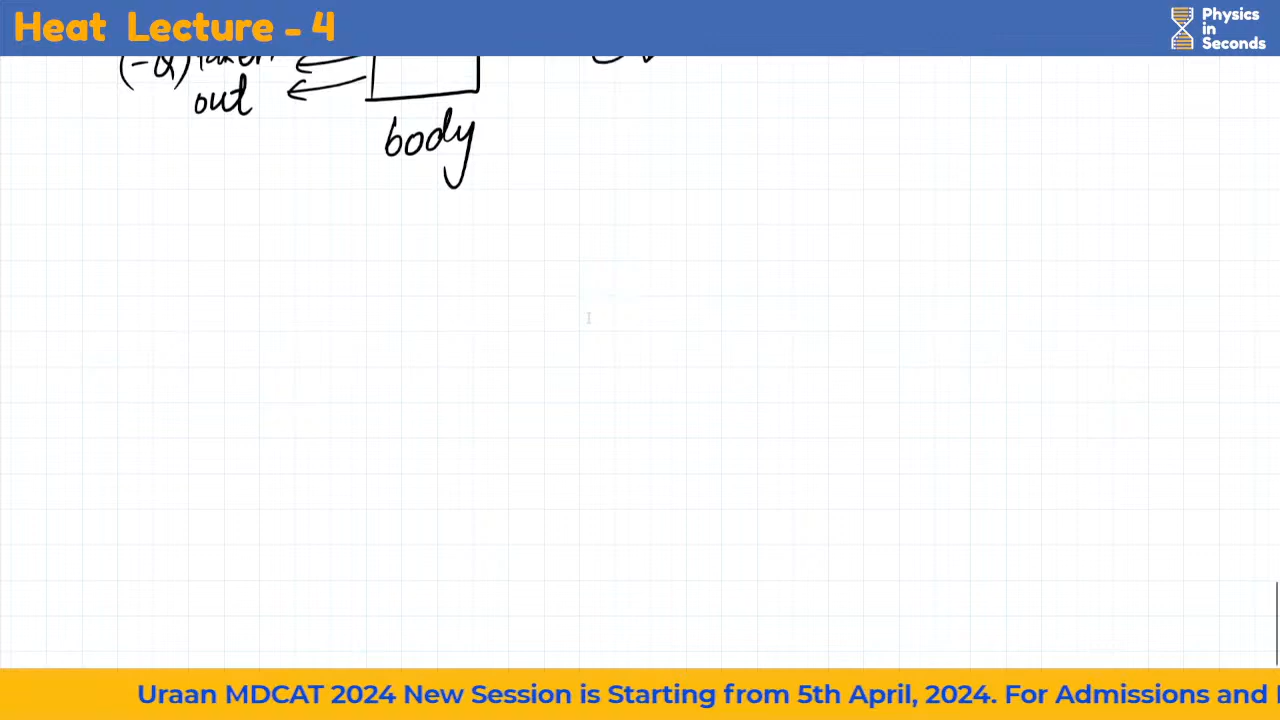 Heat Lecture - 4
Physics
in
Seconds
(-Q) taken
out
body
Uraan MDCAT 2024 New Session is Starting from 5th April, 2024. For Admissions and